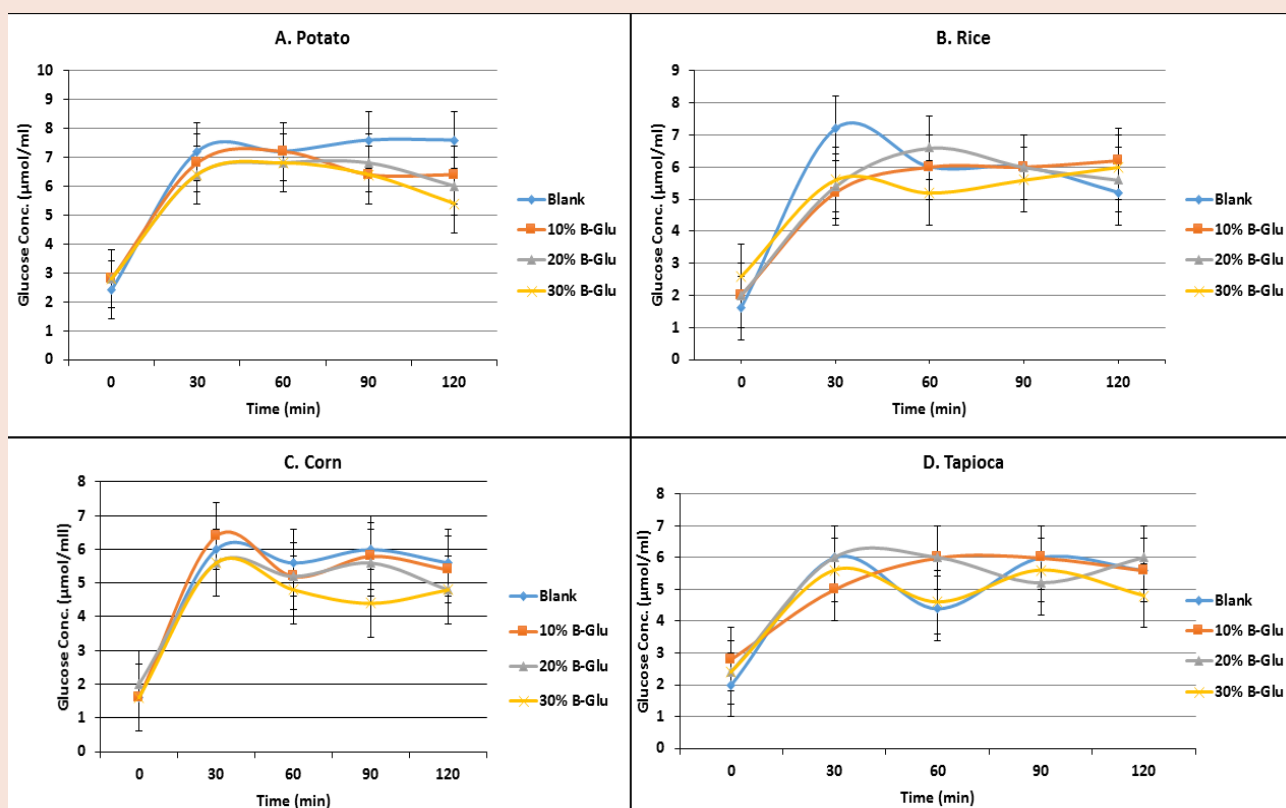 A. Potato
Glucose Conc. (µmol/ml)
10
9
8
7
6
5
4
3
2
1
0
0 30 60 90 120
Time (min)
Blank
10% B-Glu
20% B-Glu
30% B-Glu
B. Rice
Glucose Conc. (µmol/ml)
9
8
7
6
5
4
3
2
1
0
0 30 60 90 120
Time (min)
Blank
10% B-Glu
20% B-Glu
30% B-Glu
C. Corn
Glucose Conc. (µmol/mll)
8
7
6
5
4
3
2
1
0
0 30 60 90 120
Time (min)
Blank
10% B-Glu
20% B-Glu
30% B-Glu
D. Tapioca
Glucose Conc. (µmol/ml)
8
7
6
5
4
3
2
1
0
0 30 60 90 120
Time (min)
Blank
10% B-Glu
20% B-Glu
30% B-Glu